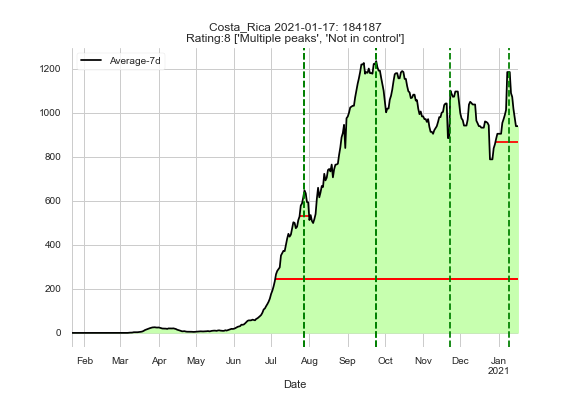 Costa_Rica 2021-01-17: 184187
Rating:8 ['Multiple peaks', 'Not in control']
Average-7d
1200
1000
800
600
400
200
0
Feb Mar Apr May Jun Jul Aug Sep Oct Nov Dec Jan
2021
Date